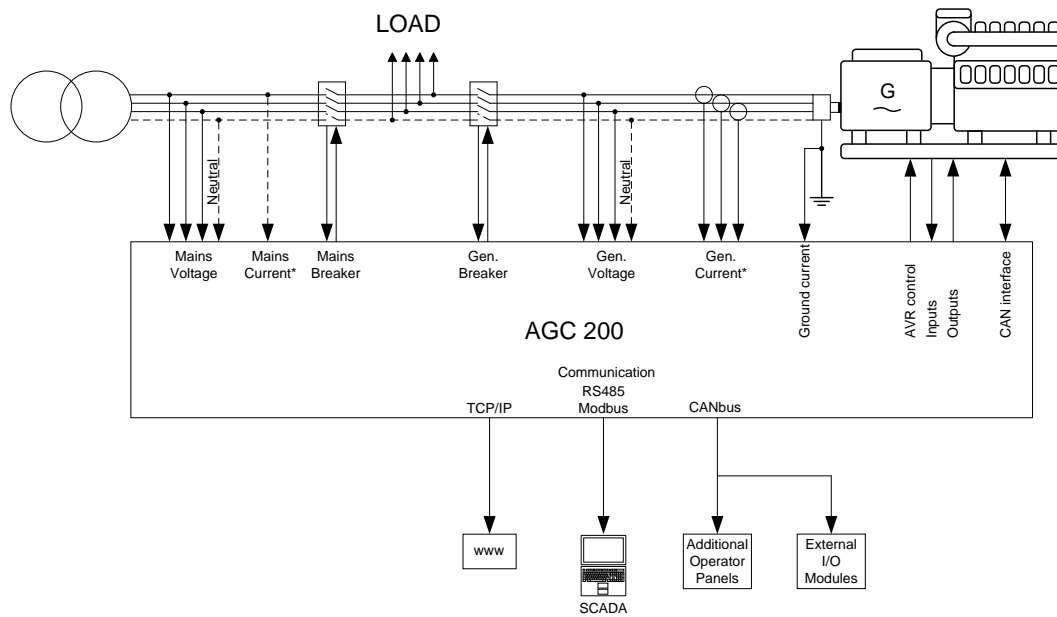 LOAD
G
Neutral
Neutral
Mains
Voltage
Mains
Current*
Mains
Breaker
Gen.
Breaker
Gen.
Voltage
Gen.
Current*
Ground current
AVR control
Inputs
Outputs
CAN interface
AGC 200
Communication
RS485
Modbus
TCP/IP
CANbus
www
SCADA
Additional
Operator
Panels
External
I/O
Modules